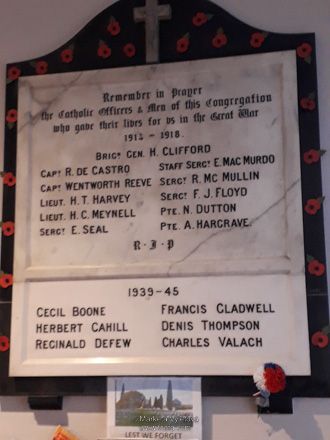 Remember in Prayer
the Catholic Officers & Men of this Congregation
who gave their lives for us in the Great War
1914 - 1918.
Brig: Gen. H. Clifford
Capt R. de Castro
Staff Sergt E. Mac Murdo
Capt Wentworth Reeve
Sergt R. Mc Mullin
Lieut. H. T. Harvey
Sergt F. J. Floyd
Lieut. H. C. Meynell
Pte. N. Dutton
Sergt E. Seal
Pte. A. Hargrave.
R · I · P
1939-45
Cecil Boone
Francis Gladwell
Herbert Cahill
Denis Thompson
Reginald Defew
Charles Valach
LEST WE FORGET